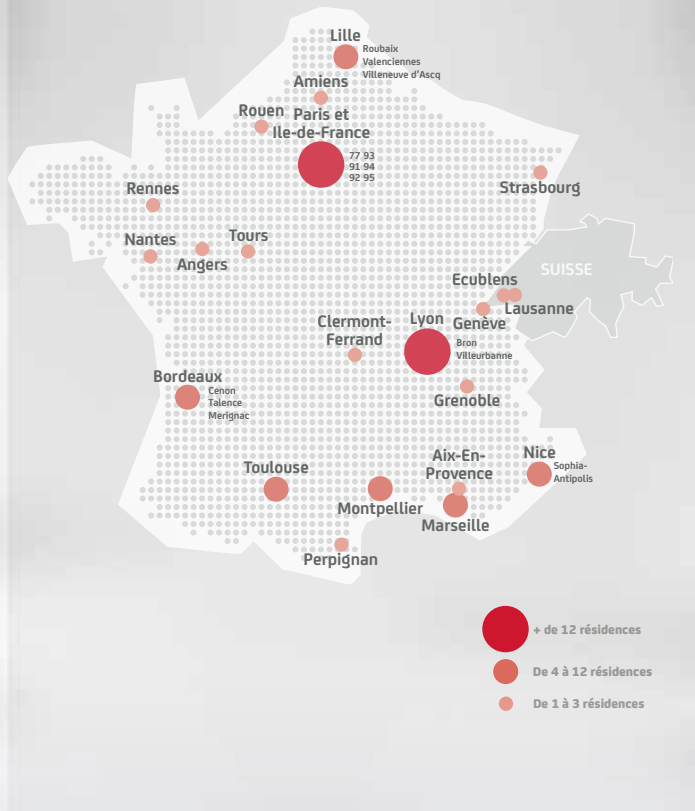 Lille
Roubaix
Valenciennes
Villeneuve d'Ascq
Amiens
Rouen
Paris et
Ile-de-France
77 93
91 94
92 95
Strasbourg
Rennes
Nantes
Angers
Tours
SUISSE
Ecublens
Lausanne
Genève
Clermont-
Ferrand
Lyon
Bron
Villeurbanne
Grenoble
Bordeaux
Cenon
Talence
Merignac
Toulouse
Montpellier
Aix-En-
Provence
Marseille
Nice
Sophia-
Antipolis
Perpignan
+ de 12 résidences
De 4 à 12 résidences
De 1 à 3 résidences